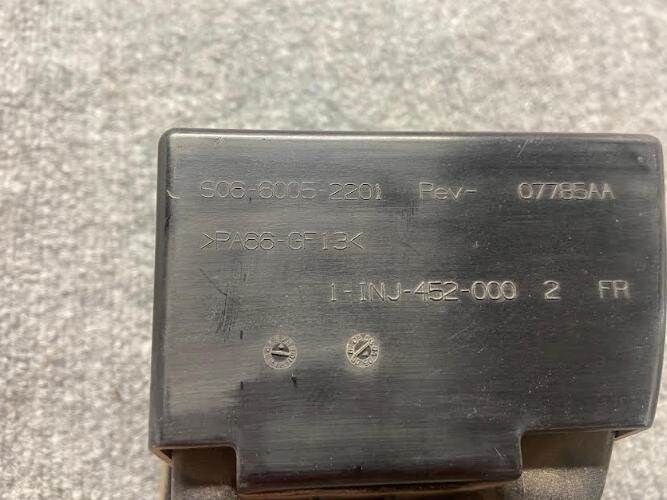 S06-6005-2201 Rev- 07785AA
>PA66-GF13<
1-INJ-452-000 2 FR